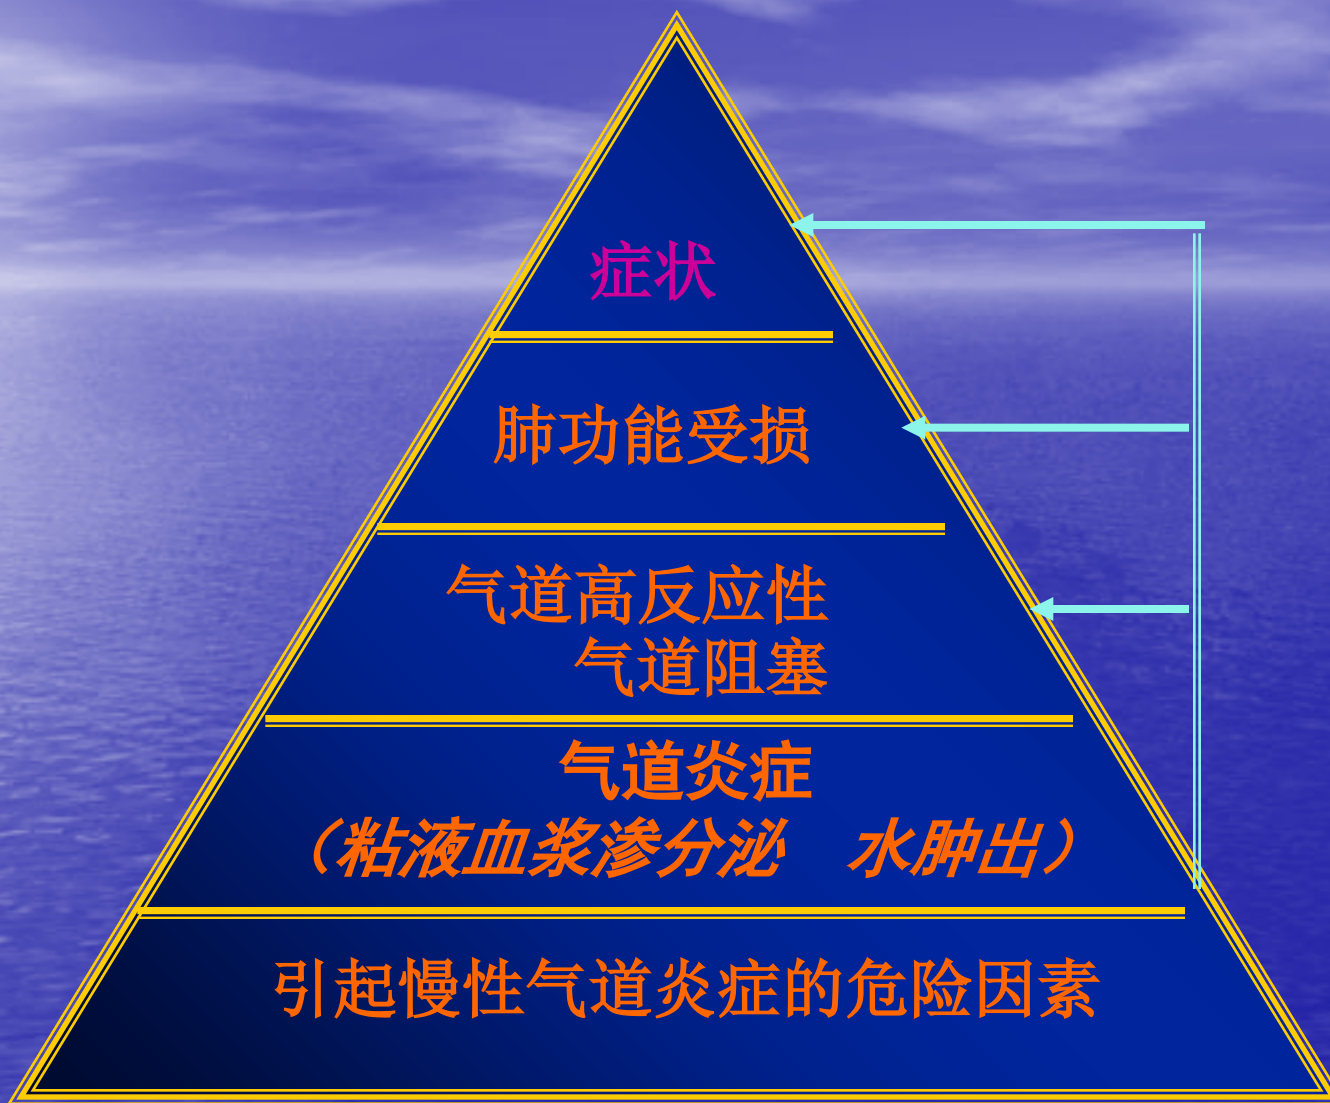 症状
肺功能受损
气道高反应性
气道阻塞
气道炎症
（粘液血浆渗分泌　水肿出）
引起慢性气道炎症的危险因素